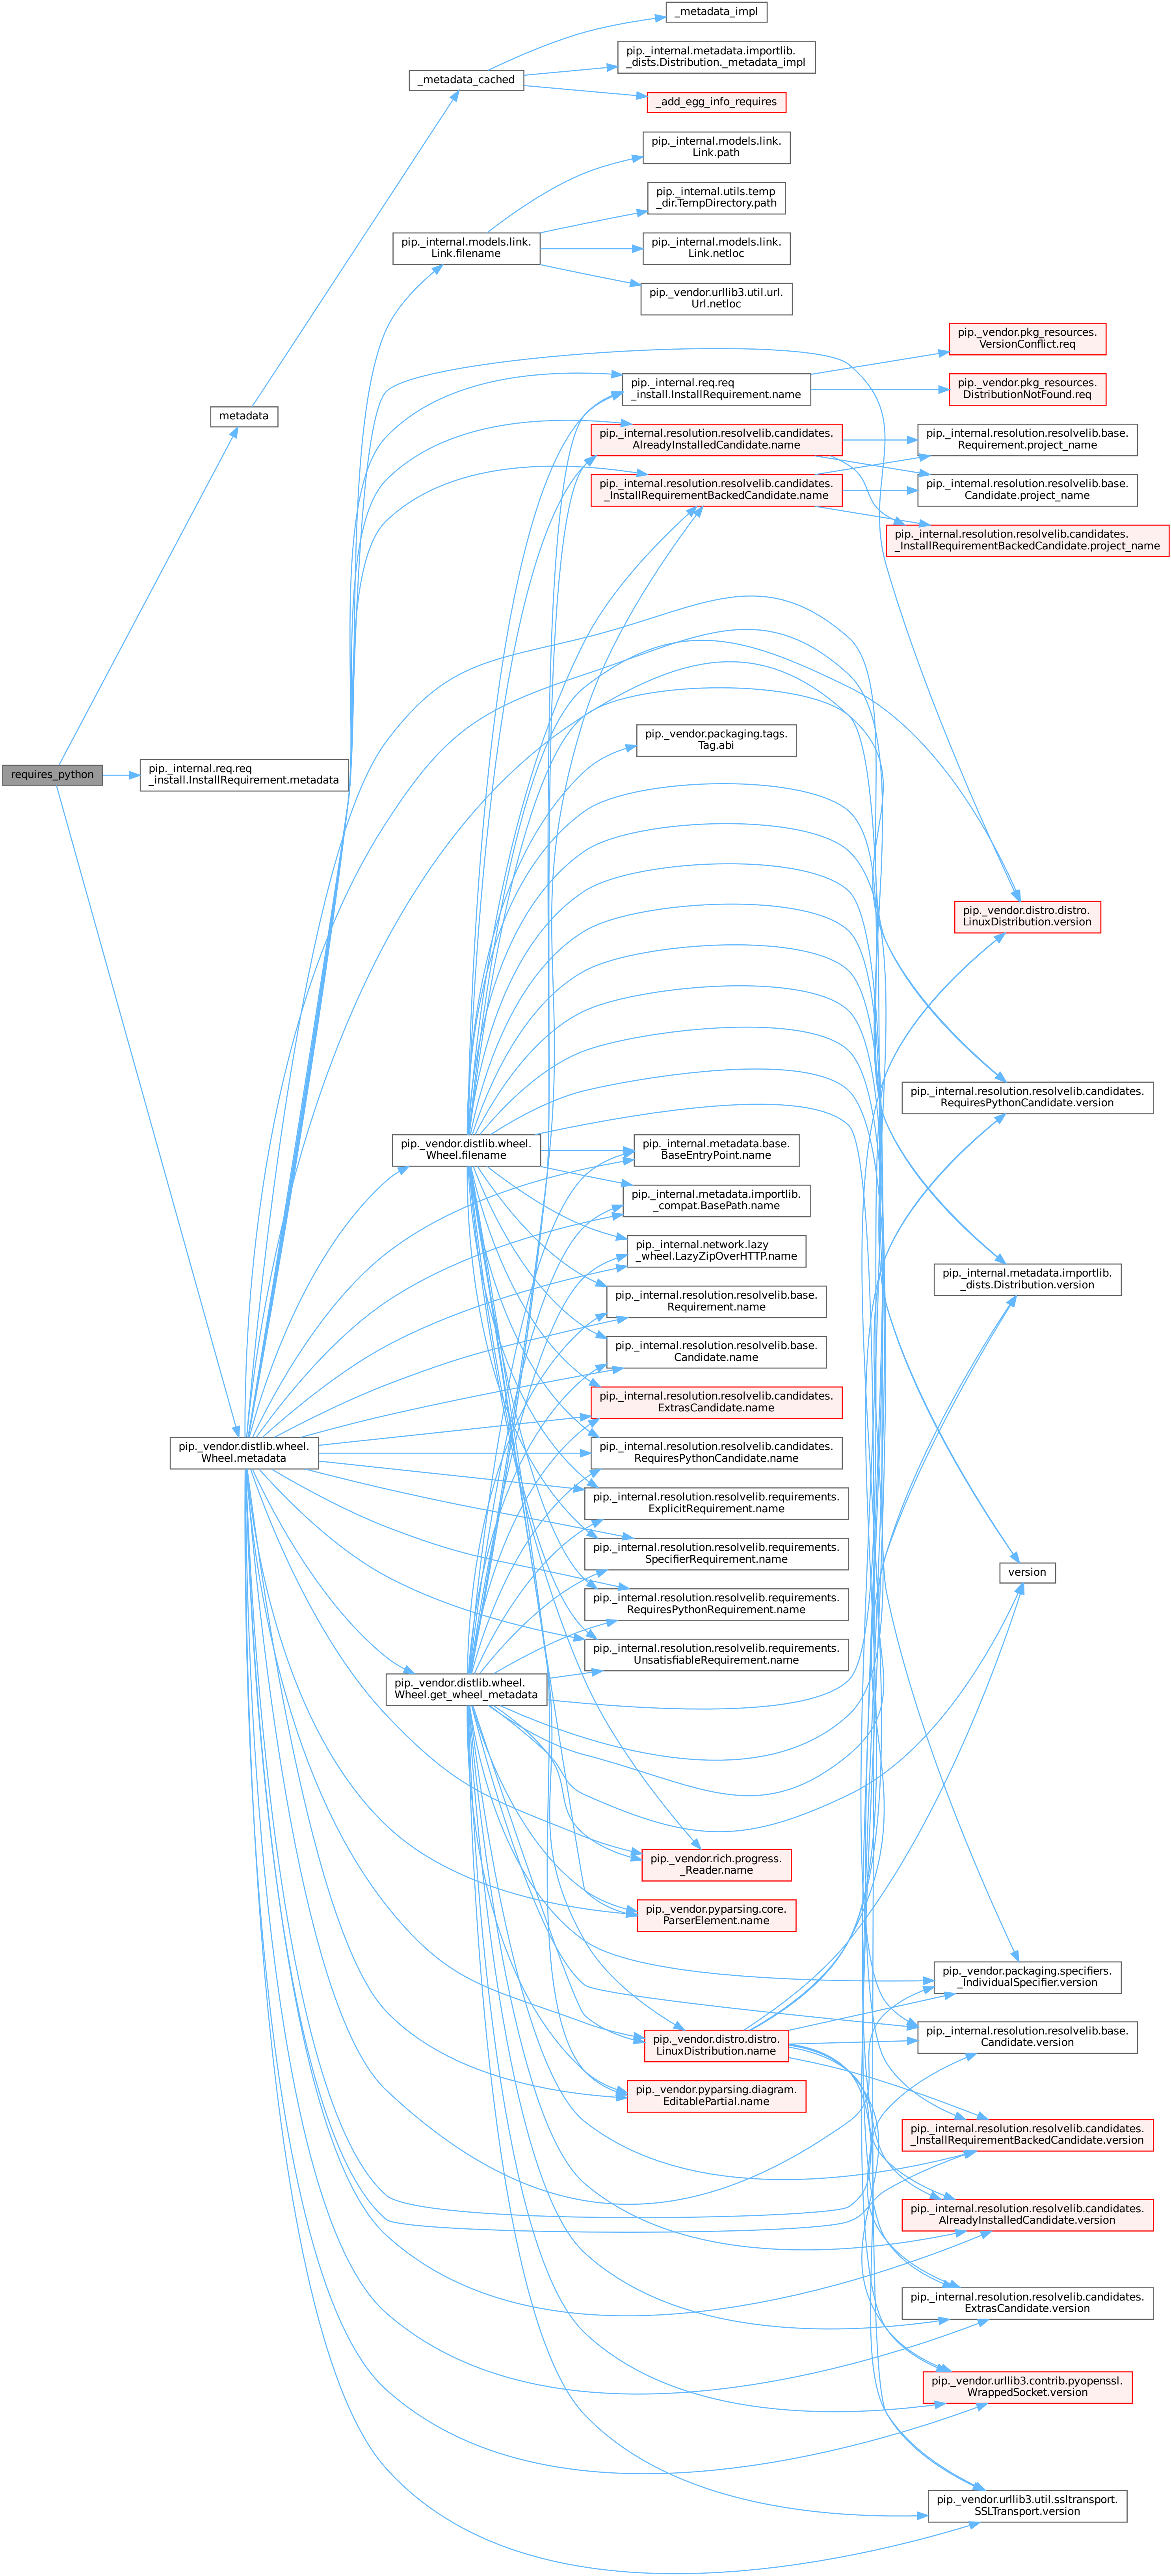 _metadata_impl
_metadata_cached
pip._internal.metadata.importlib.
_dists.Distribution._metadata_impl
_add_egg_info_requires
pip._internal.models.link.
Link.path
pip._internal.utils.temp
_dir.TempDirectory.path
pip._internal.models.link.
Link.filename
pip._internal.models.link.
Link.netloc
pip._vendor.urllib3.util.url.
Url.netloc
pip._vendor.pkg_resources.
VersionConflict.req
pip._internal.req.req
_install.InstallRequirement.name
pip._vendor.pkg_resources.
DistributionNotFound.req
metadata
pip._internal.resolution.resolvelib.candidates.
AlreadyInstalledCandidate.name
pip._internal.resolution.resolvelib.base.
Requirement.project_name
pip._internal.resolution.resolvelib.candidates.
_InstallRequirementBackedCandidate.name
pip._internal.resolution.resolvelib.base.
Candidate.project_name
pip._internal.resolution.resolvelib.candidates.
_InstallRequirementBackedCandidate.project_name
pip._vendor.packaging.tags.
Tag.abi
requires_python
pip._internal.req.req
_install.InstallRequirement.metadata
pip._vendor.distro.distro.
LinuxDistribution.version
pip._internal.resolution.resolvelib.candidates.
RequiresPythonCandidate.version
pip._vendor.distlib.wheel.
Wheel.filename
pip._internal.metadata.base.
BaseEntryPoint.name
pip._internal.metadata.importlib.
_compat.BasePath.name
pip._internal.network.lazy
_wheel.LazyZipOverHTTP.name
pip._internal.metadata.importlib.
_dists.Distribution.version
pip._internal.resolution.resolvelib.base.
Requirement.name
pip._internal.resolution.resolvelib.base.
Candidate.name
pip._internal.resolution.resolvelib.candidates.
ExtrasCandidate.name
pip._vendor.distlib.wheel.
Wheel.metadata
pip._internal.resolution.resolvelib.candidates.
RequiresPythonCandidate.name
pip._internal.resolution.resolvelib.requirements.
ExplicitRequirement.name
pip._internal.resolution.resolvelib.requirements.
SpecifierRequirement.name
version
pip._internal.resolution.resolvelib.requirements.
RequiresPythonRequirement.name
pip._internal.resolution.resolvelib.requirements.
UnsatisfiableRequirement.name
pip._vendor.distlib.wheel.
Wheel.get_wheel_metadata
pip._vendor.rich.progress.
_Reader.name
pip._vendor.pyparsing.core.
ParserElement.name
pip._vendor.packaging.specifiers.
_IndividualSpecifier.version
pip._vendor.distro.distro.
LinuxDistribution.name
pip._internal.resolution.resolvelib.base.
Candidate.version
pip._vendor.pyparsing.diagram.
EditablePartial.name
pip._internal.resolution.resolvelib.candidates.
_InstallRequirementBackedCandidate.version
pip._internal.resolution.resolvelib.candidates.
AlreadyInstalledCandidate.version
pip._internal.resolution.resolvelib.candidates.
ExtrasCandidate.version
pip._vendor.urllib3.contrib.pyopenssl.
WrappedSocket.version
pip._vendor.urllib3.util.ssltransport.
SSLTransport.version